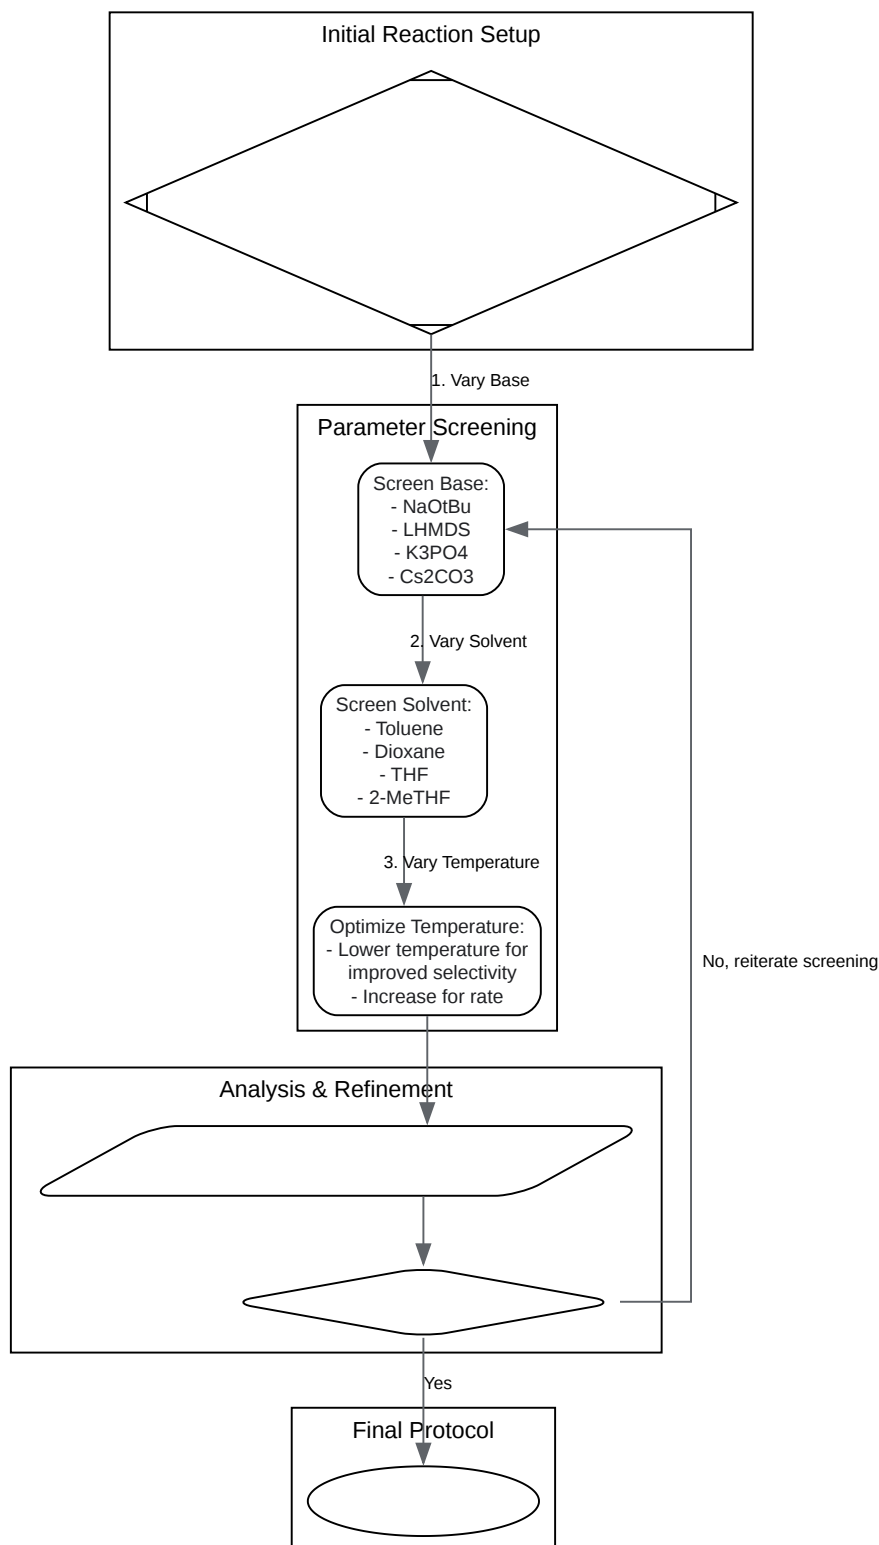 Initial Reaction Setup
1. Vary Base
Parameter Screening
Screen Base:
- NaOtBu
- LHMDS
- K3PO4
- Cs2CO3
2. Vary Solvent
Screen Solvent:
- Toluene
- Dioxane
- THF
- 2-MeTHF
3. Vary Temperature
Optimize Temperature:
- Lower temperature for
improved selectivity
- Increase for rate
No, reiterate screening
Analysis & Refinement
Yes
Final Protocol